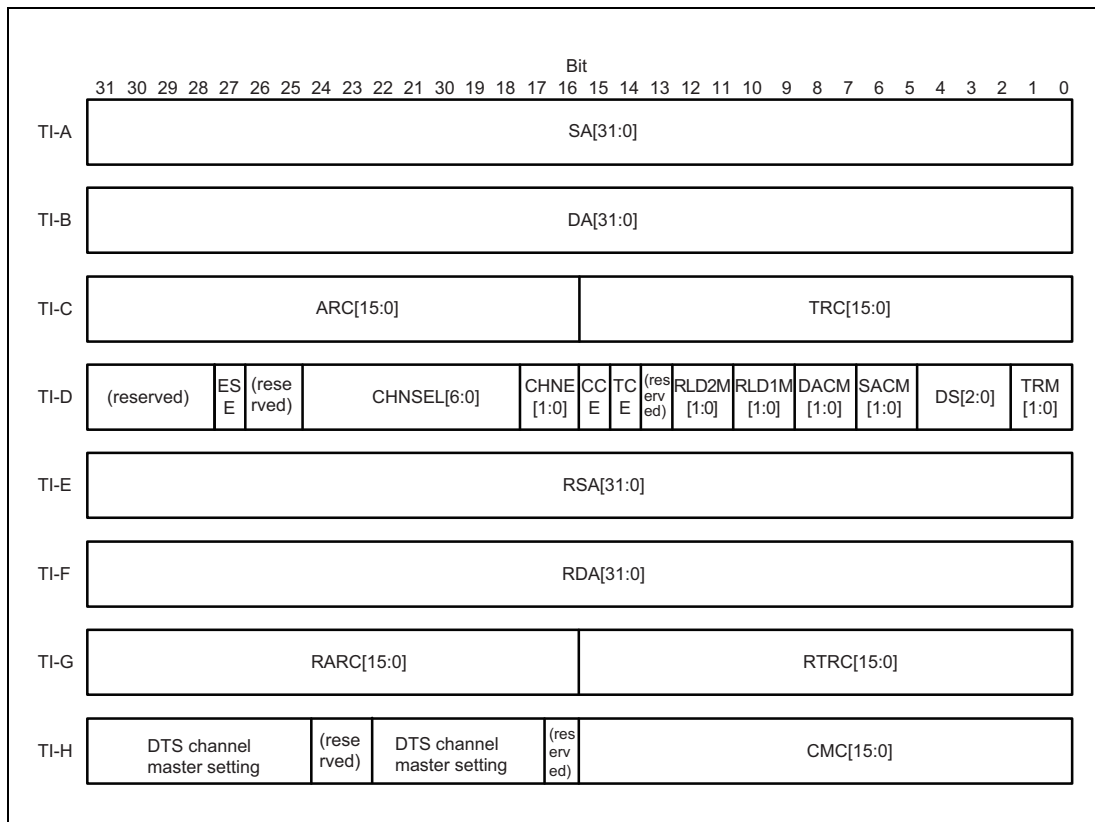 Bit
31 30 29 28 27 26 25 24 23 22 21 20 19 18 17 16 15 14 13 12 11 10 9 8 7 6 5 4 3 2 1 0
TI-A
SA[31:0]
TI-B
DA[31:0]
TI-C
ARC[15:0]
TRC[15:0]
TI-D
(reserved)
ES
E
(rese
rved)
CHNSEL[6:0]
CHNE
[1:0]
CC
E
TC
E
(res
erv
ed)
RLD2M
[1:0]
RLD1M
[1:0]
DACM
[1:0]
SACM
[1:0]
DS[2:0]
TRM
[1:0]
TI-E
RSA[31:0]
TI-F
RDA[31:0]
TI-G
RARC[15:0]
RTRC[15:0]
TI-H
DTS channel
master setting
(rese
rved)
DTS channel
master setting
(res
erv
ed)
CMC[15:0]